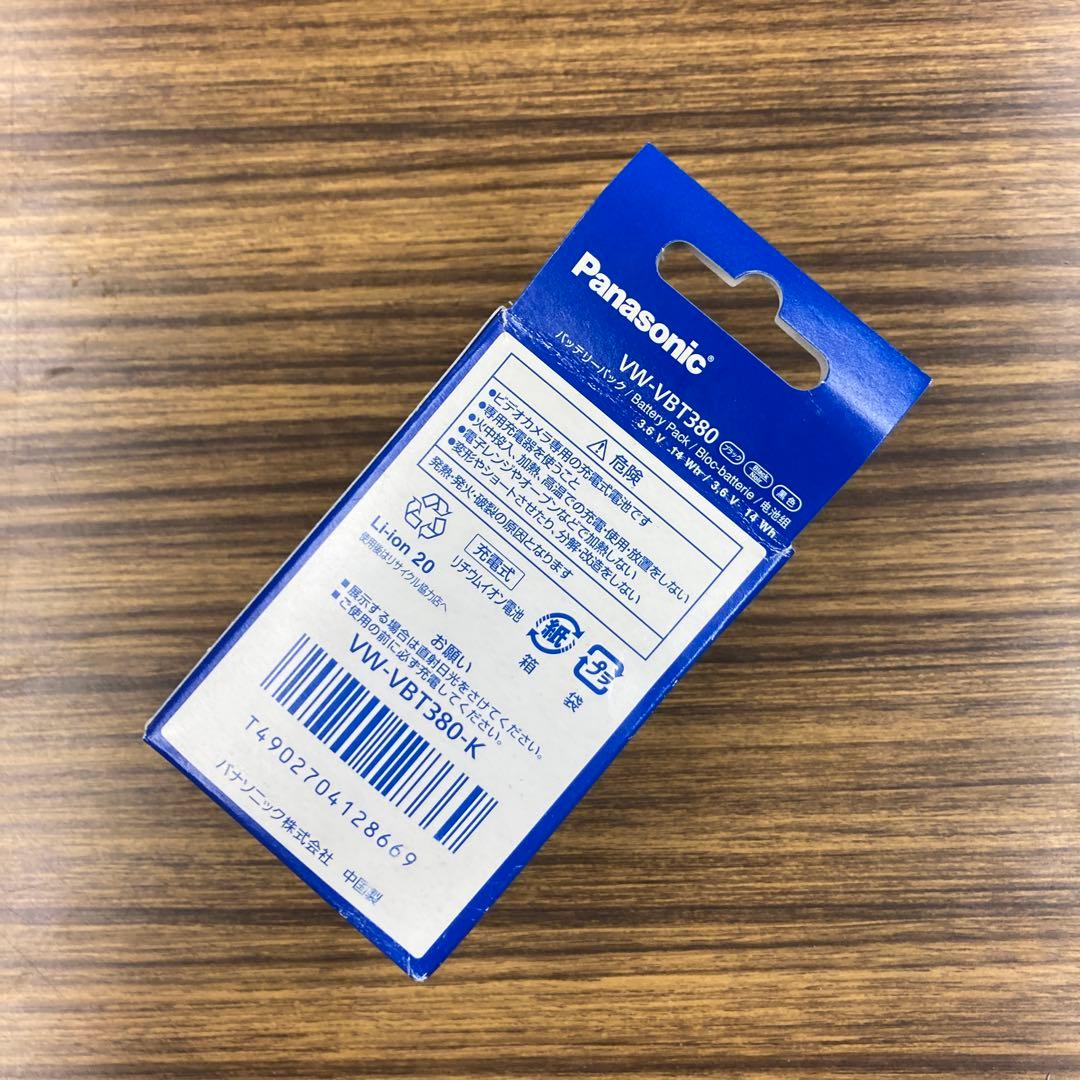 Panasonic®
VW-VBT380 ブラック Black Noir 黒色
バッテリーパック / Battery Pack / Bloc-batterie / 电池组
3.6 V 14 Wh / 3,6 V 14 Wh
⚠ 危険
●ビデオカメラ専用の充電式電池です
●専用充電器を使うこと
●火中投入、加熱、高温での充電・使用・放置をしない
●電子レンジやオーブンなどで加熱しない
●変形やショートさせたり、分解・改造をしない
発熱・発火・破裂の原因となります
Li-ion 20
使用後はリサイクル協力店へ
充電式
リチウムイオン電池
紙
箱
プラ
袋
お願い
■展示する場合は直射日光をさけてください。
■ご使用の前に必ず充電してください。
VW-VBT380-K
T4902704128669
パナソニック株式会社 中国製